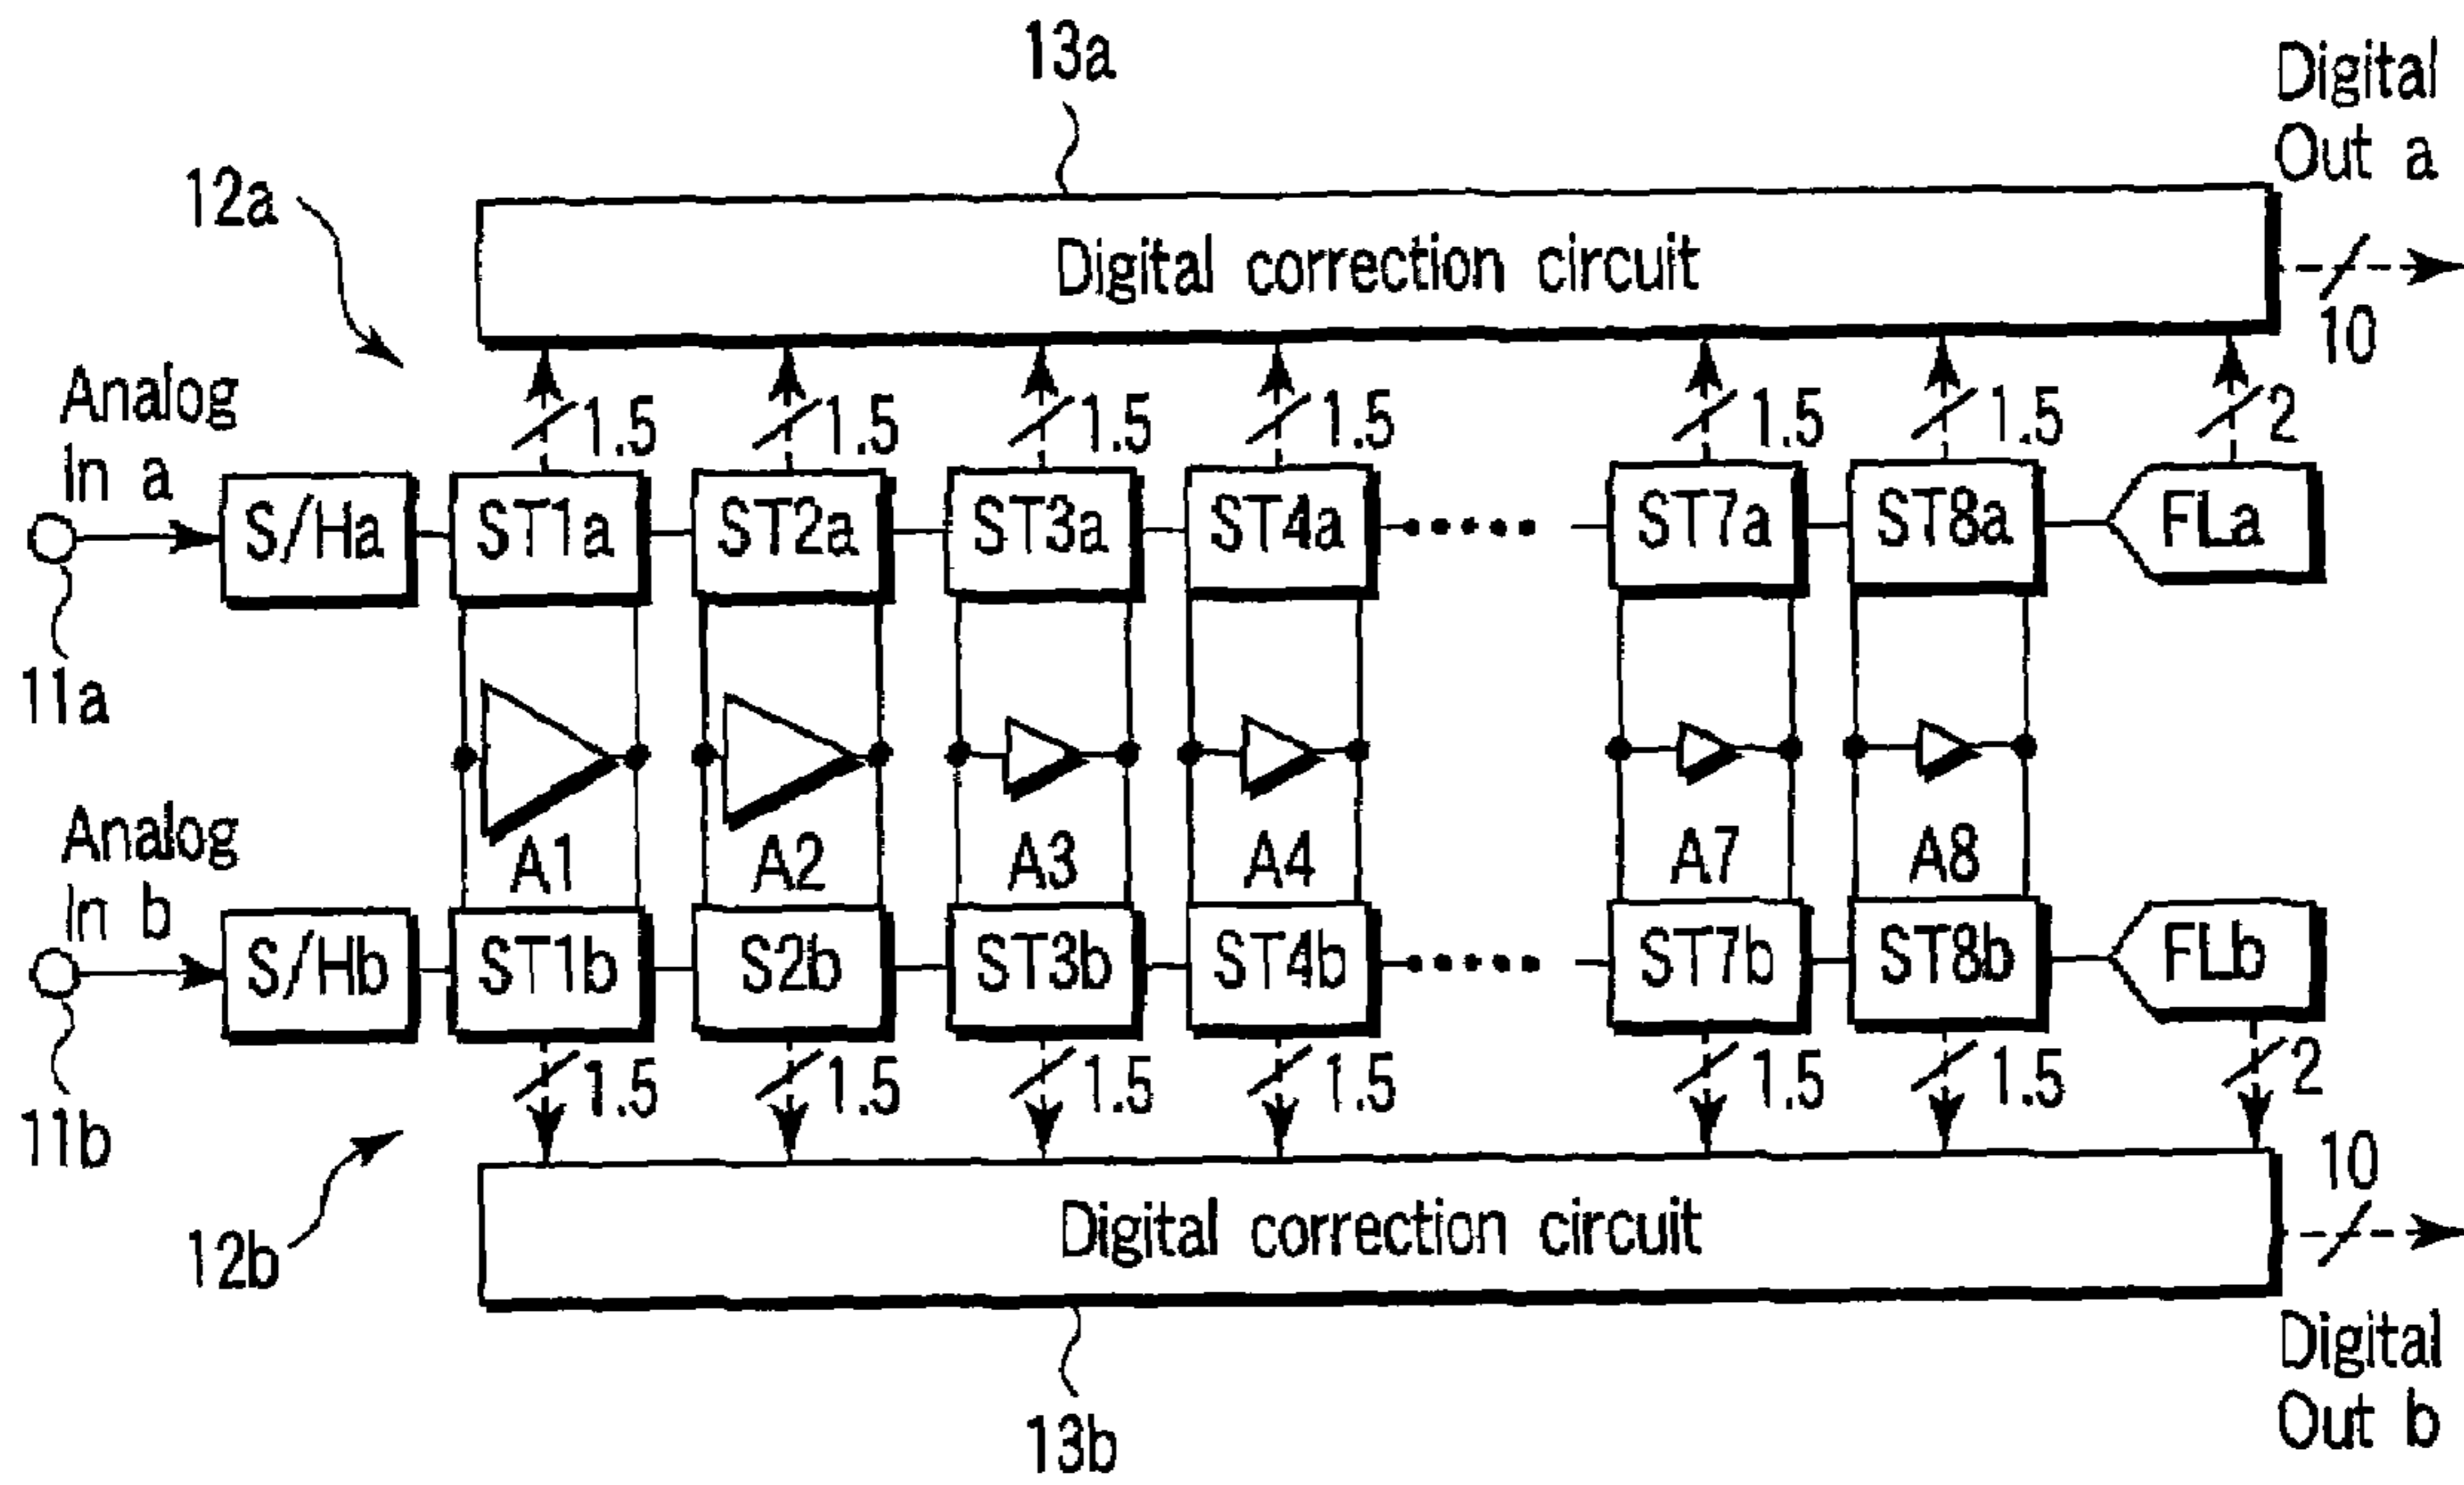 13a
Digital
Out a
12a
Digital correction circuit
10
Analog
In a
1.5
1.5
1.5
1.5
1.5
1.5
2
S/Ha
ST1a
ST2a
ST3a
ST4a
ST7a
ST8a
FLa
11a
A1
A2
A3
A4
A7
A8
Analog
In b
S/Hb
ST1b
S2b
ST3b
ST4b
ST7b
ST8b
FLb
11b
1.5
1.5
1.5
1.5
1.5
1.5
2
10
12b
Digital correction circuit
Digital
Out b
13b